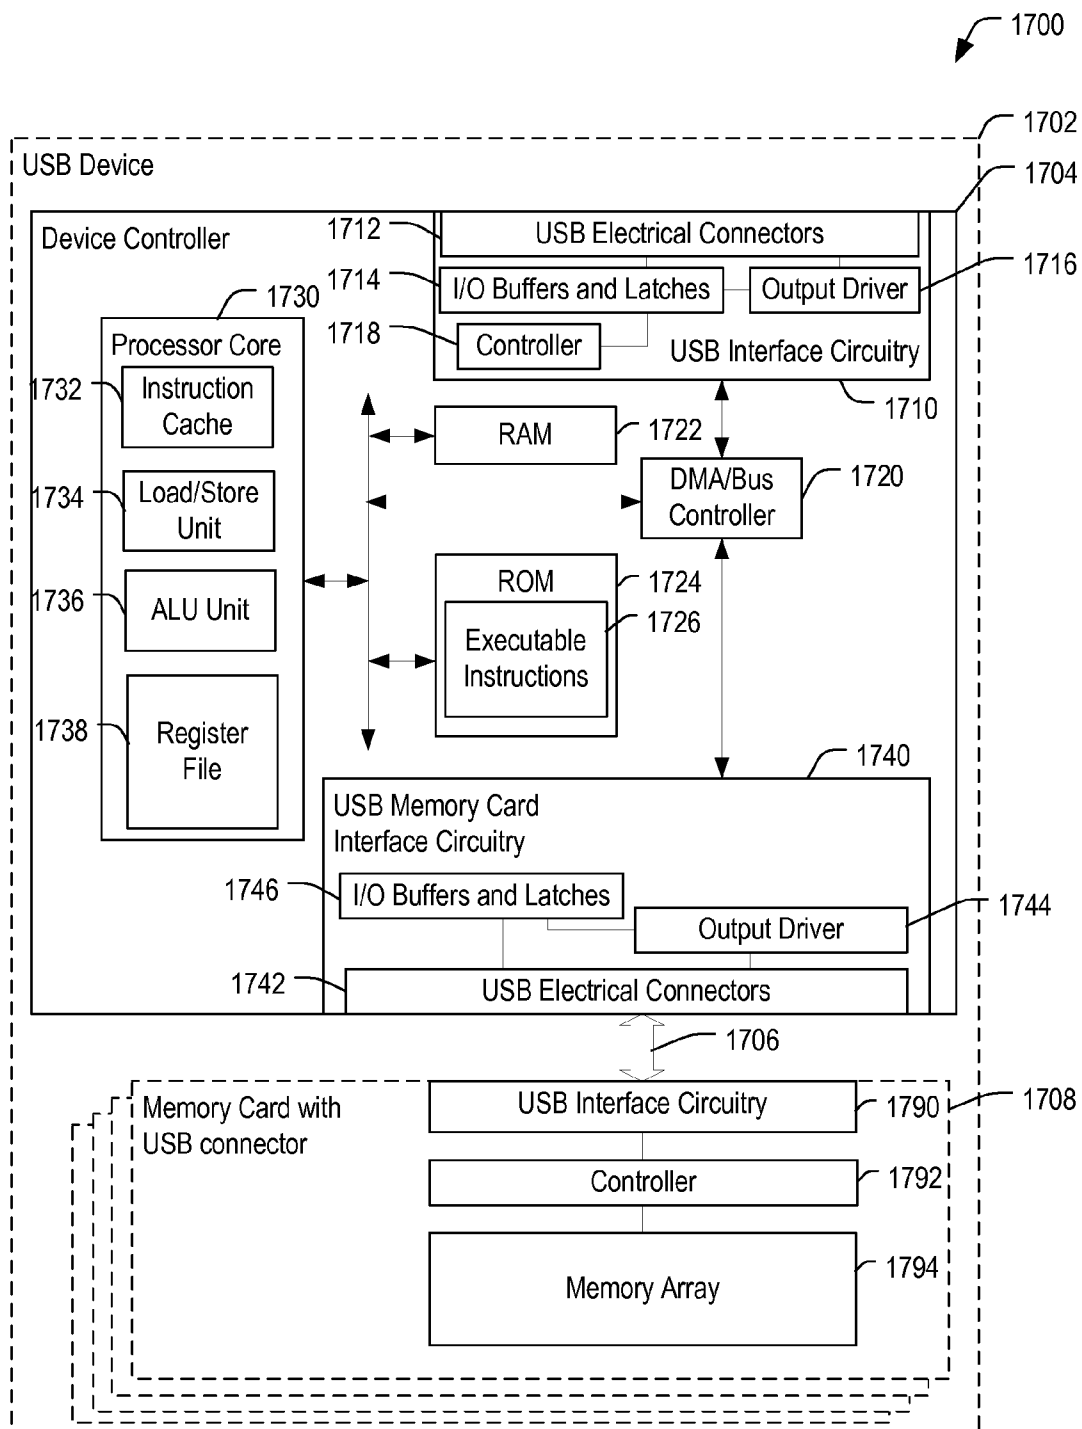 1700
1702
USB Device
1704
Device Controller
1712
USB Electrical Connectors
1714
I/O Buffers and Latches
Output Driver
1716
1718
Controller
USB Interface Circuitry
1710
1730
Processor Core
1732
Instruction
Cache
1734
Load/Store
Unit
1736
ALU Unit
1738
Register
File
RAM
1722
DMA/Bus
Controller
1720
ROM
1724
Executable
Instructions
1726
1740
USB Memory Card
Interface Circuitry
1746
I/O Buffers and Latches
Output Driver
1744
1742
USB Electrical Connectors
1706
Memory Card with
USB connector
USB Interface Circuitry
1790
1708
Controller
1792
Memory Array
1794